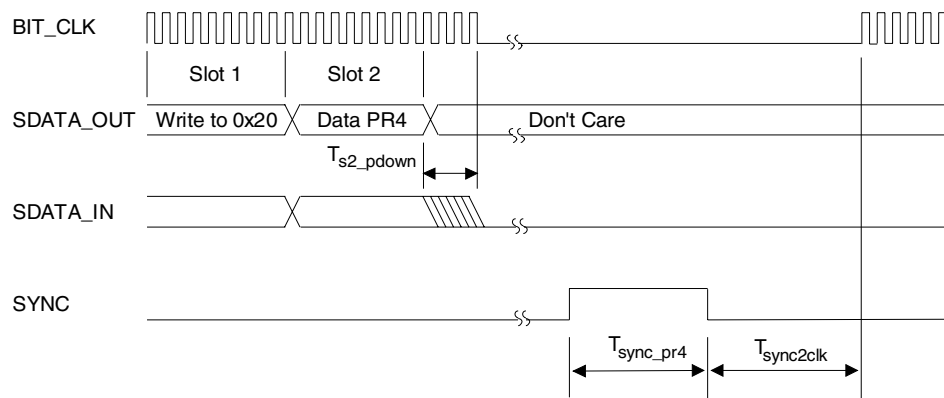 BIT_CLK
Slot 1 Slot 2
SDATA_OUT Write to 0x20 Data PR4 Don't Care
Ts2_pdown
SDATA_IN
SYNC
Tsync_pr4 Tsync2clk